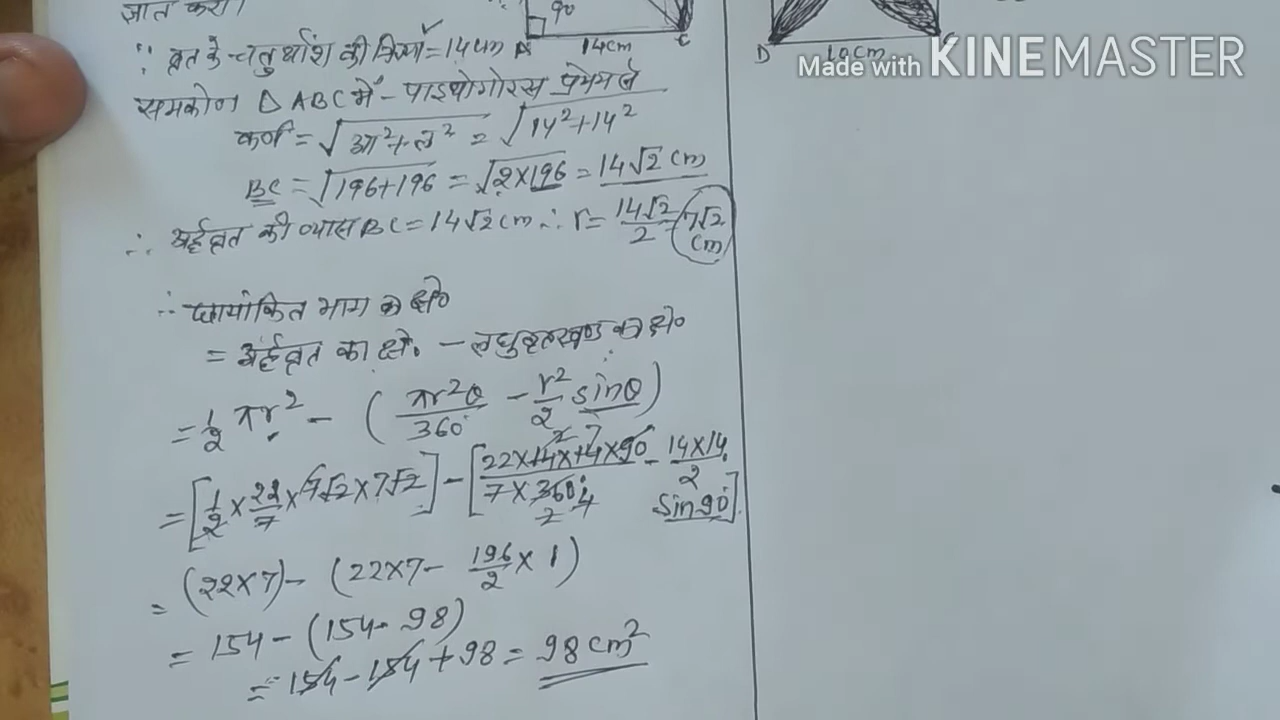 ज्ञात करो।
90
A 14cm C
D 14cm C
Made with KINEMASTER
∵ वृत के चतुर्थांश की त्रिज्या = 14cm
समकोण △ABC में - पाइथोगोरस प्रमेय से
कर्ण = √आ²+ल² = √14²+14²
BC = √196+196 = √2×196 = 14√2 cm
∴ अर्द्धवृत की व्यास BC = 14√2 cm ∴ r = 14√2/2 = 7√2 cm
∴ छायांकित भाग का क्षे०
= अर्द्धवृत का क्षे. - लघुवृतखण्ड का क्षे०
= 1/2 πr² - (πr²θ/360 - r²/2 sinθ)
= [1/2 × 22/7 × 7√2 × 7√2] - [22×14×14×90/7×360 - 14×14/2 sin90]
= (22×7) - (22×7 - 196/2 × 1)
= 154 - (154 - 98)
= 154 - 154 + 98 = 98 cm²